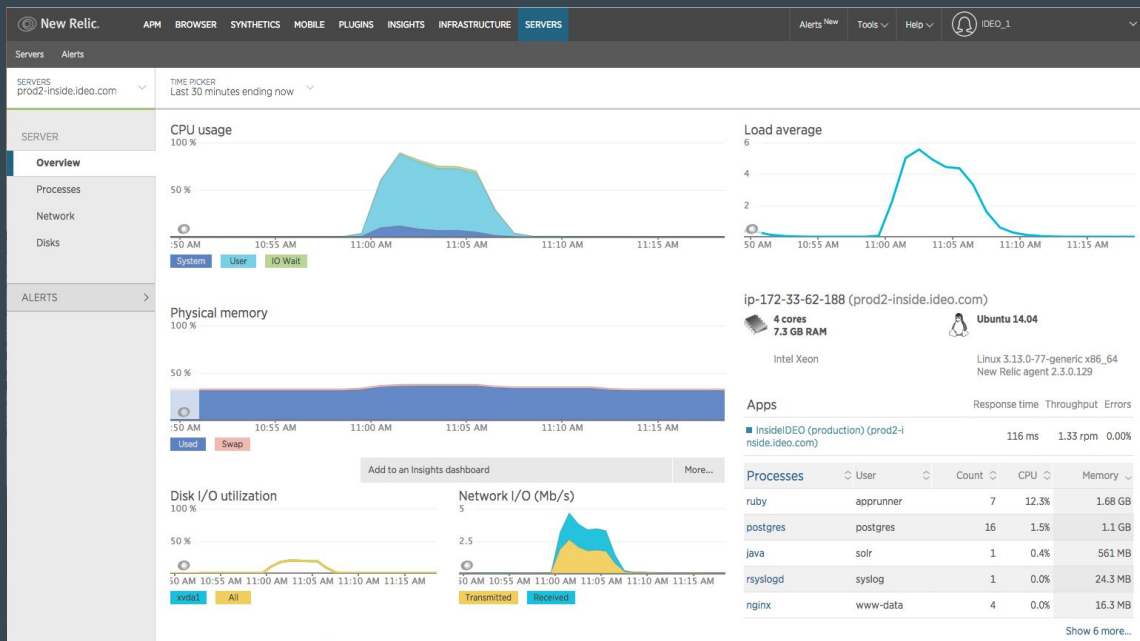 New Relic.
APM BROWSER SYNTHETICS MOBILE PLUGINS INSIGHTS INFRASTRUCTURE SERVERS
Alerts New Tools Help IDEO_1
Servers Alerts
SERVERS
prod2-inside.ideo.com
TIME PICKER
Last 30 minutes ending now
SERVER
Overview
Processes
Network
Disks
ALERTS
CPU usage
100 %
50 %
:50 AM 10:55 AM 11:00 AM 11:05 AM 11:10 AM 11:15 AM
System User IO Wait
Load average
6
4
2
50 AM 10:55 AM 11:00 AM 11:05 AM 11:10 AM 11:15 AM
Physical memory
100 %
50 %
:50 AM 10:55 AM 11:00 AM 11:05 AM 11:10 AM 11:15 AM
Used Swap
Add to an Insights dashboard More...
Disk I/O utilization
100 %
50 %
50 AM 10:55 AM 11:00 AM 11:05 AM 11:10 AM 11:15 AM
xvda1 All
Network I/O (Mb/s)
5
2.5
50 AM 10:55 AM 11:00 AM 11:05 AM 11:10 AM 11:15 AM
Transmitted Received
ip-172-33-62-188 (prod2-inside.ideo.com)
4 cores
7.3 GB RAM
Intel Xeon
Ubuntu 14.04
Linux 3.13.0-77-generic x86_64
New Relic agent 2.3.0.129
Apps Response time Throughput Errors
InsideIDEO (production) (prod2-i
nside.ideo.com) 116 ms 1.33 rpm 0.00%
Processes User Count CPU Memory
ruby apprunner 7 12.3% 1.68 GB
postgres postgres 16 1.5% 1.1 GB
java solr 1 0.4% 561 MB
rsyslogd syslog 1 0.0% 24.3 MB
nginx www-data 4 0.0% 16.3 MB
Show 6 more...